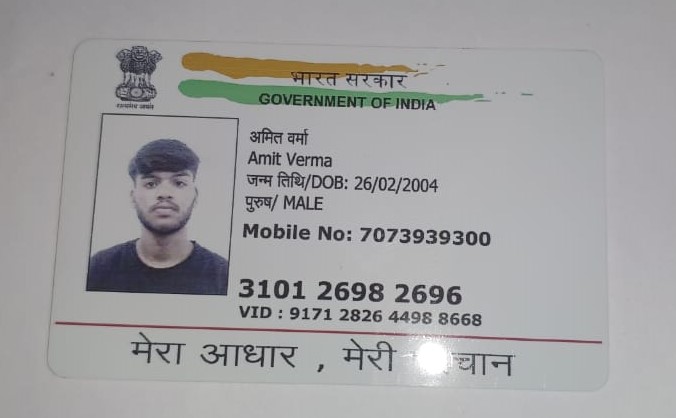 सत्यमेव जयते
भारत सरकार
GOVERNMENT OF INDIA
अमित वर्मा
Amit Verma
जन्म तिथि/DOB: 26/02/2004
पुरुष/ MALE
Mobile No: 7073939300
3101 2698 2696
VID : 9171 2826 4498 8668
मेरा आधार , मेरी